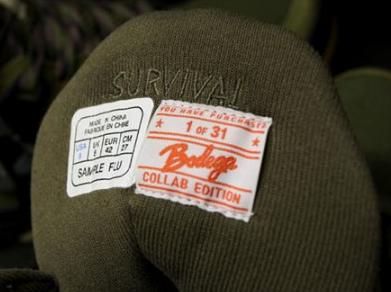 SURVIVAL
MADE IN CHINA
FABRIQUE EN CHINE
USA UK EUR CM
42 27
SAMPLE FLU
YOU HAVE PURCHASED
1 OF 31
Bodega
COLLAB EDITION